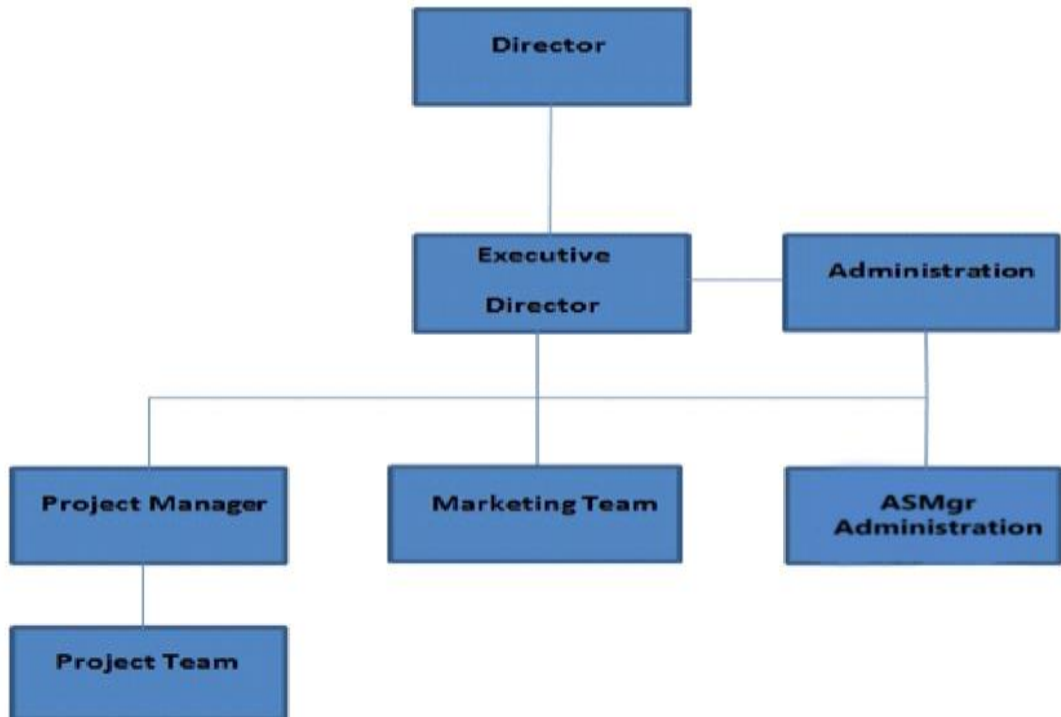 Director
Executive
Director
Administration
Project Manager
Marketing Team
ASMgr
Administration
Project Team